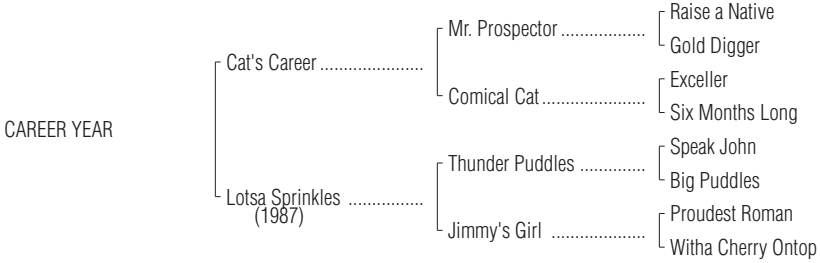 Raise a Native
Mr. Prospector ..................
Gold Digger
Cat's Career ......................
Exceller
Comical Cat ......................
Six Months Long
CAREER YEAR
Speak John
Thunder Puddles ..............
Big Puddles
Lotsa Sprinkles ................
(1987)
Proudest Roman
Jimmy's Girl ....................
Witha Cherry Ontop